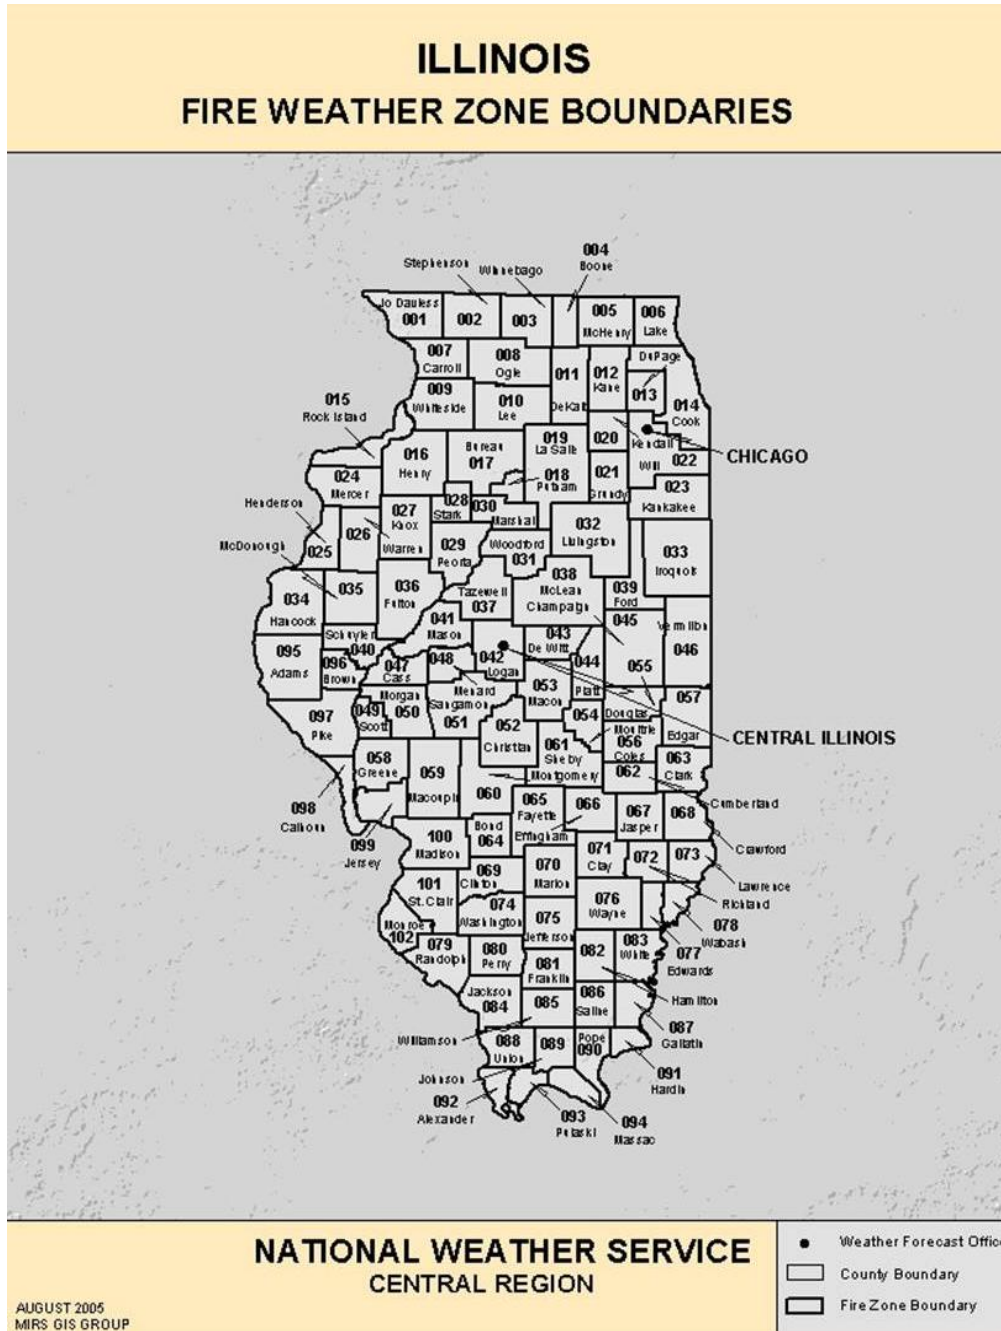 ILLINOIS
FIRE WEATHER ZONE BOUNDARIES
004
Boone
Stephenson
Winnebago
Jo Daviess
001
002
003
005
McHenry
006
Lake
007
Carroll
008
Ogle
011
DeKalb
012
Kane
DuPage
013
014
Cook
009
Whiteside
010
Lee
015
Rock Island
016
Henry
Bureau
017
019
La Salle
018
Putnam
020
Kendall
Will
022
CHICAGO
021
Grundy
023
Kankakee
024
Mercer
Henderson
025
026
Warren
027
Knox
028
Stark
030
Marshall
029
Peoria
Woodford
031
032
Livingston
033
Iroquois
McDonough
034
Hancock
035
036
Fulton
Tazewell
037
038
McLean
Champaign
039
Ford
045
Vermilion
046
Schuyler
040
041
Mason
042
Logan
043
De Witt
044
Piatt
095
Adams
096
Brown
047
Cass
048
Menard
Sangamon
051
Morgan
050
049
Scott
053
Macon
054
Moultrie
055
Douglas
057
Edgar
CENTRAL ILLINOIS
097
Pike
052
Christian
061
Shelby
056
Coles
063
Clark
058
Greene
059
Macoupin
Montgomery
060
062
Cumberland
098
Calhoun
099
Jersey
065
Fayette
066
Effingham
067
Jasper
068
Crawford
100
Madison
Bond
064
071
Clay
072
Richland
073
Lawrence
069
Clinton
070
Marion
101
St. Clair
074
Washington
075
Jefferson
076
Wayne
078
Wabash
077
Edwards
Monroe
102
079
Randolph
080
Perry
081
Franklin
082
Hamilton
083
White
Jackson
084
085
Williamson
086
Saline
087
Gallatin
088
Union
089
Johnson
Pope
090
091
Hardin
092
Alexander
093
Pulaski
094
Massac
NATIONAL WEATHER SERVICE
CENTRAL REGION
AUGUST 2005
MIRS GIS GROUP
Weather Forecast Office
County Boundary
Fire Zone Boundary